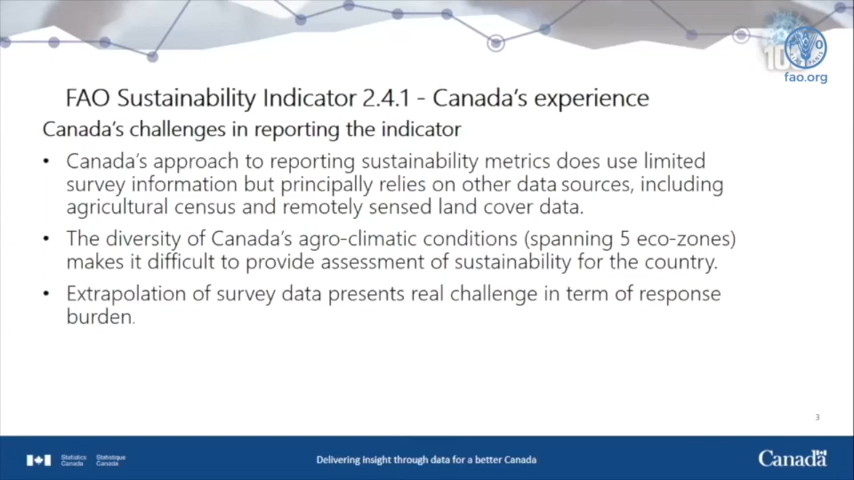 fao.org
FAO Sustainability Indicator 2.4.1 - Canada's experience
Canada's challenges in reporting the indicator
• Canada's approach to reporting sustainability metrics does use limited
survey information but principally relies on other data sources, including
agricultural census and remotely sensed land cover data.
• The diversity of Canada's agro-climatic conditions (spanning 5 eco-zones)
makes it difficult to provide assessment of sustainability for the country.
• Extrapolation of survey data presents real challenge in term of response
burden.
3
Statistics Statistique
Canada Canada
Delivering insight through data for a better Canada
Canada